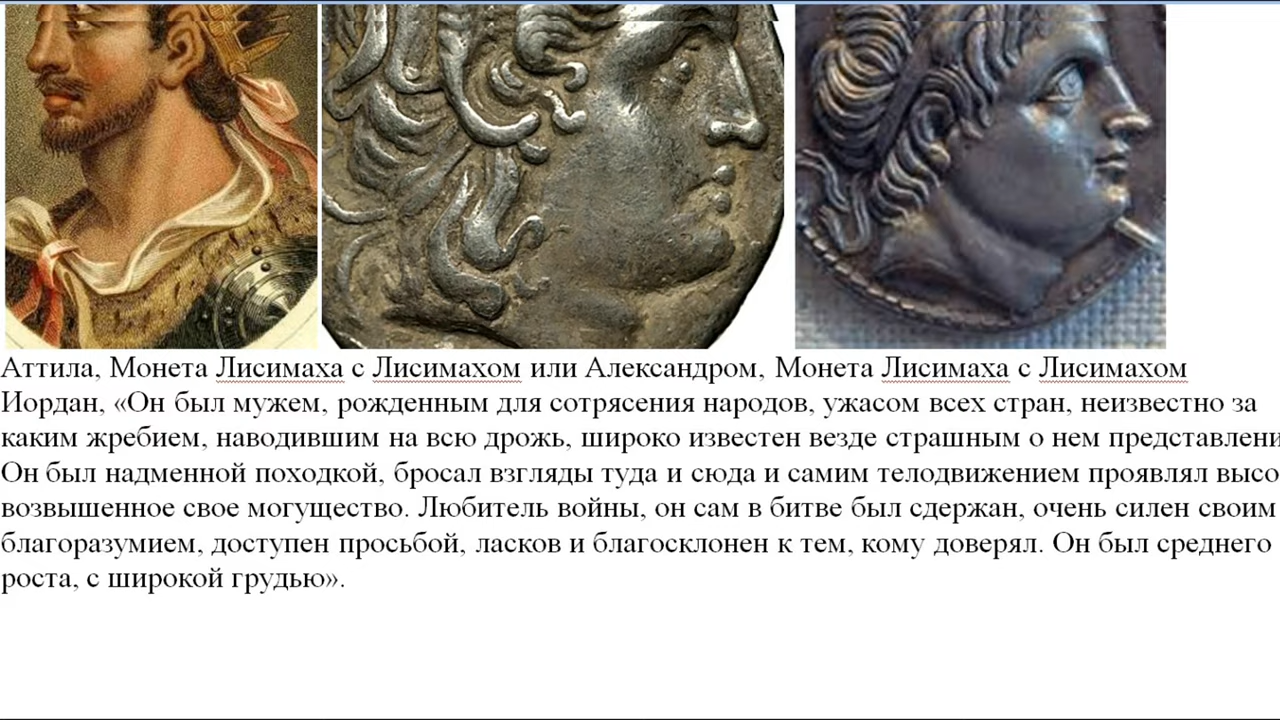 Аттила, Монета Лисимаха с Лисимахом или Александром, Монета Лисимаха с Лисимахом
Иордан, «Он был мужем, рожденным для сотрясения народов, ужасом всех стран, неизвестно за
каким жребием, наводившим на всю дрожь, широко известен везде страшным о нем представлени
Он был надменной походкой, бросал взгляды туда и сюда и самим телодвижением проявлял высо
возвышенное свое могущество. Любитель войны, он сам в битве был сдержан, очень силен своим
благоразумием, доступен просьбой, ласков и благосклонен к тем, кому доверял. Он был среднего
роста, с широкой грудью».